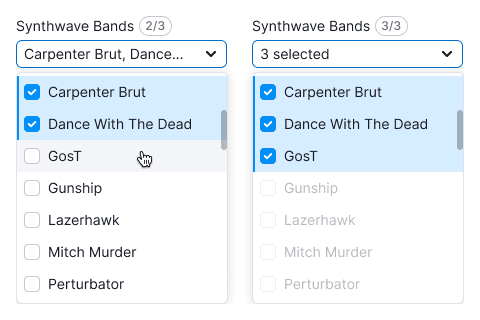 Synthwave Bands 2/3
Carpenter Brut, Dance...
Carpenter Brut
Dance With The Dead
GosT
Gunship
Lazerhawk
Mitch Murder
Perturbator
Synthwave Bands 3/3
3 selected
Carpenter Brut
Dance With The Dead
GosT
Gunship
Lazerhawk
Mitch Murder
Perturbator